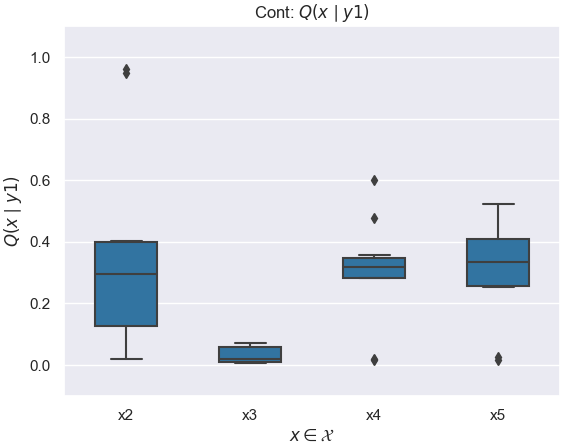 Cont: Q(x | y1)
Q(x | y1)
1.0
0.8
0.6
0.4
0.2
0.0
x2 x3 x4 x5
x ∈ 𝒳